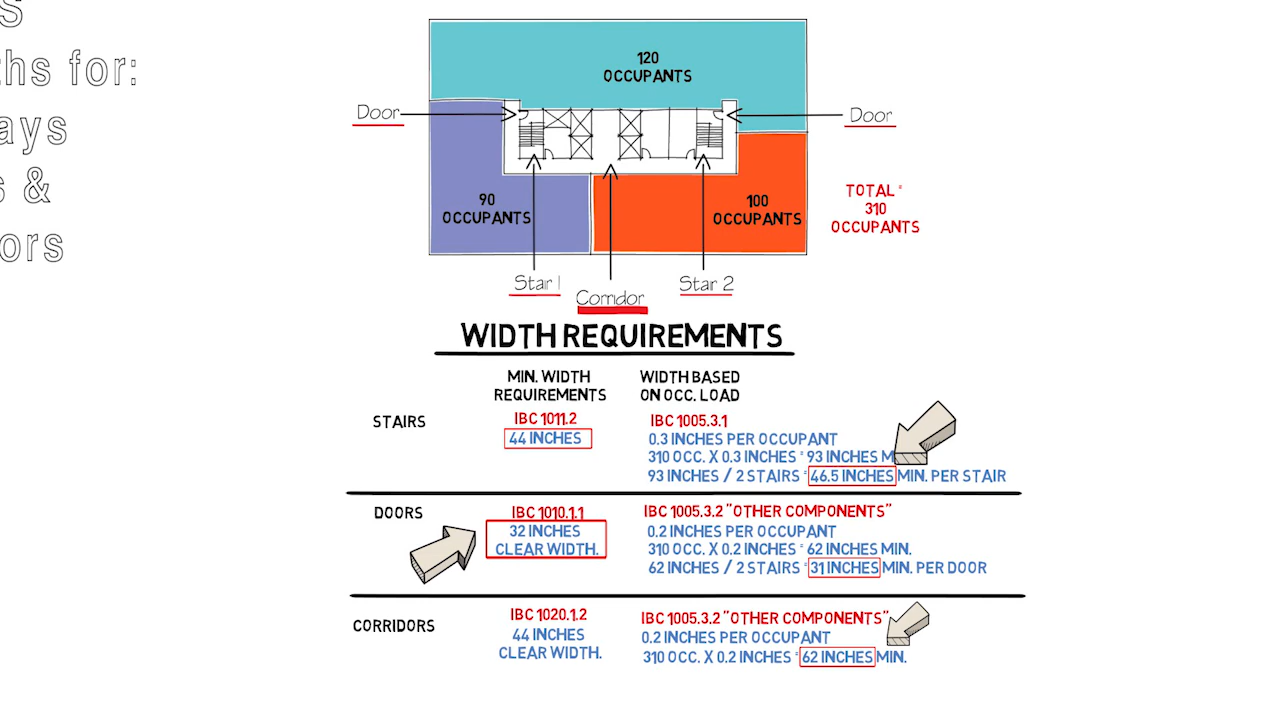 S
ths for:
ays
s &
ors
120
OCCUPANTS
Door
Door
90
OCCUPANTS
100
OCCUPANTS
TOTAL =
310
OCCUPANTS
Star 1
Corridor
Star 2
WIDTH REQUIREMENTS
MIN. WIDTH
REQUIREMENTS
WIDTH BASED
ON OCC. LOAD
STAIRS
IBC 1011.2
44 INCHES
IBC 1005.3.1
0.3 INCHES PER OCCUPANT
310 OCC. X 0.3 INCHES = 93 INCHES M
93 INCHES / 2 STAIRS = 46.5 INCHES MIN. PER STAIR
DOORS
IBC 1010.1.1
32 INCHES
CLEAR WIDTH.
IBC 1005.3.2 "OTHER COMPONENTS"
0.2 INCHES PER OCCUPANT
310 OCC. X 0.2 INCHES = 62 INCHES MIN.
62 INCHES / 2 STAIRS = 31 INCHES MIN. PER DOOR
CORRIDORS
IBC 1020.1.2
44 INCHES
CLEAR WIDTH.
IBC 1005.3.2 "OTHER COMPONENTS"
0.2 INCHES PER OCCUPANT
310 OCC. X 0.2 INCHES = 62 INCHES MIN.